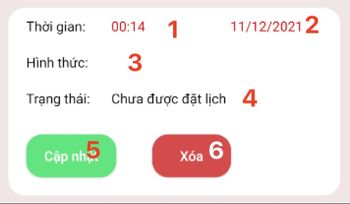 Thời gian: 00:14 1 11/12/2021 2
Hình thức: 3
Trạng thái: Chưa được đặt lịch 4
Cập nhật 5 Xóa 6